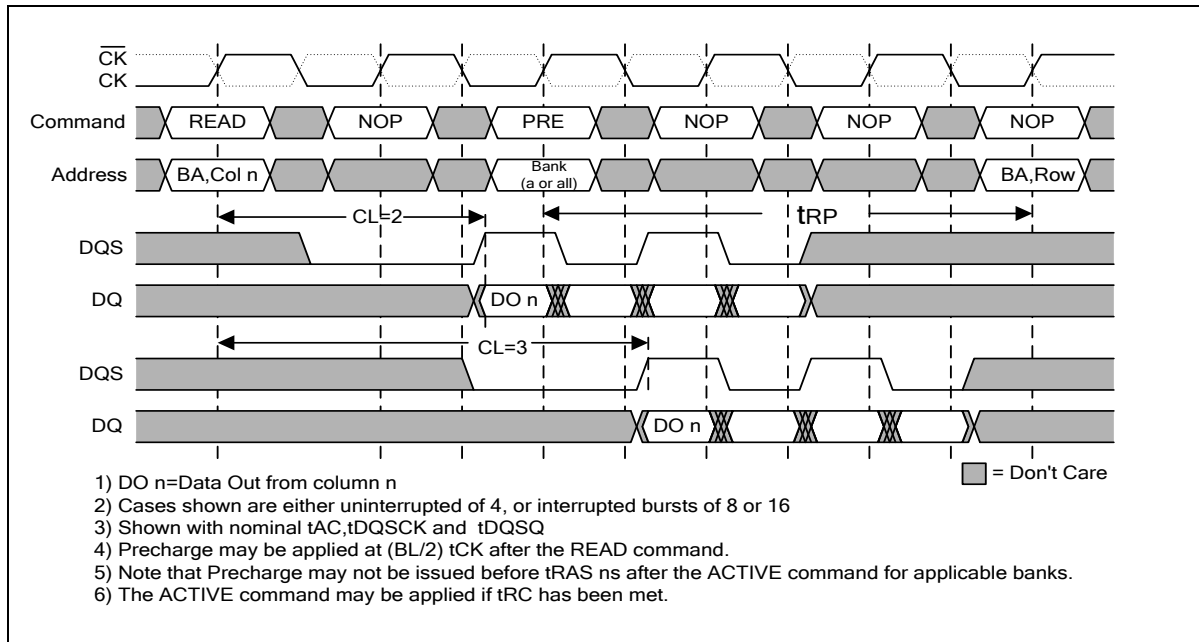 CK
CK
Command READ NOP PRE NOP NOP NOP
Address BA,Col n Bank (a or all) BA,Row
CL=2 tRP
DQS
DQ DO n
CL=3
DQS
DQ DO n
= Don't Care
1) DO n=Data Out from column n
2) Cases shown are either uninterrupted of 4, or interrupted bursts of 8 or 16
3) Shown with nominal tAC,tDQSCK and tDQSQ
4) Precharge may be applied at (BL/2) tCK after the READ command.
5) Note that Precharge may not be issued before tRAS ns after the ACTIVE command for applicable banks.
6) The ACTIVE command may be applied if tRC has been met.